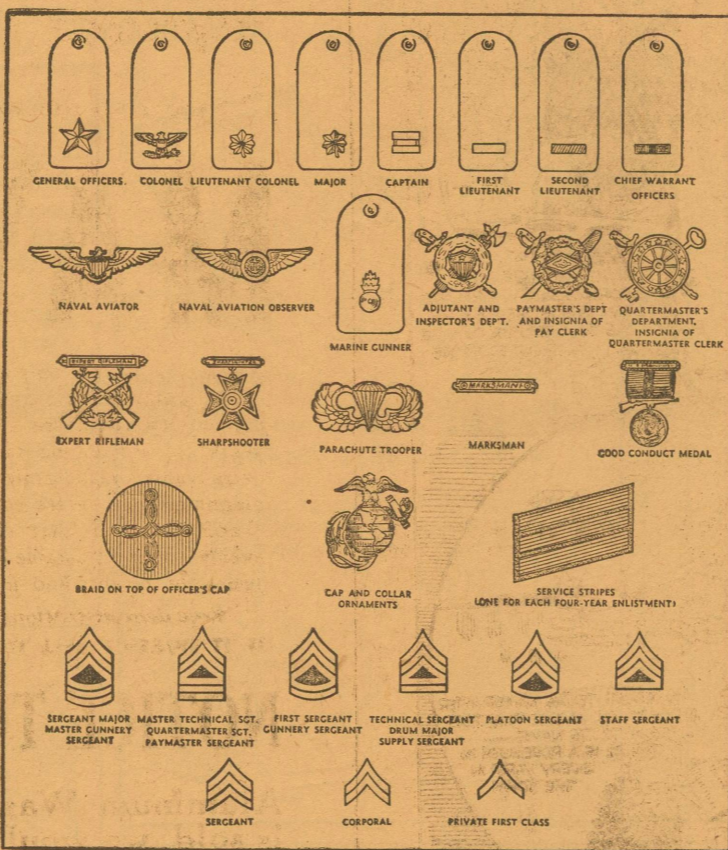 GENERAL OFFICERS.
COLONEL
LIEUTENANT COLONEL
MAJOR
CAPTAIN
FIRST
LIEUTENANT
SECOND
LIEUTENANT
CHIEF WARRANT
OFFICERS
NAVAL AVIATOR
NAVAL AVIATION OBSERVER
MARINE GUNNER
ADJUTANT AND
INSPECTOR'S DEP'T.
PAYMASTER'S DEPT
AND INSIGNIA OF
PAY CLERK
QUARTERMASTER'S
DEPARTMENT,
INSIGNIA OF
QUARTERMASTER CLERK
EXPERT RIFLEMAN
EXPERT RIFLEMAN
SHARPSHOOTER
PARACHUTE TROOPER
MARKSMAN
MARKSMAN
GOOD CONDUCT MEDAL
BRAID ON TOP OF OFFICER'S CAP
CAP AND COLLAR
ORNAMENTS
SERVICE STRIPES
(ONE FOR EACH FOUR-YEAR ENLISTMENT)
SERGEANT MAJOR
MASTER GUNNERY
SERGEANT
MASTER TECHNICAL SGT.
QUARTERMASTER SGT.
PAYMASTER SERGEANT
FIRST SERGEANT
GUNNERY SERGEANT
TECHNICAL SERGEANT
DRUM MAJOR
SUPPLY SERGEANT
PLATOON SERGEANT
STAFF SERGEANT
SERGEANT
CORPORAL
PRIVATE FIRST CLASS